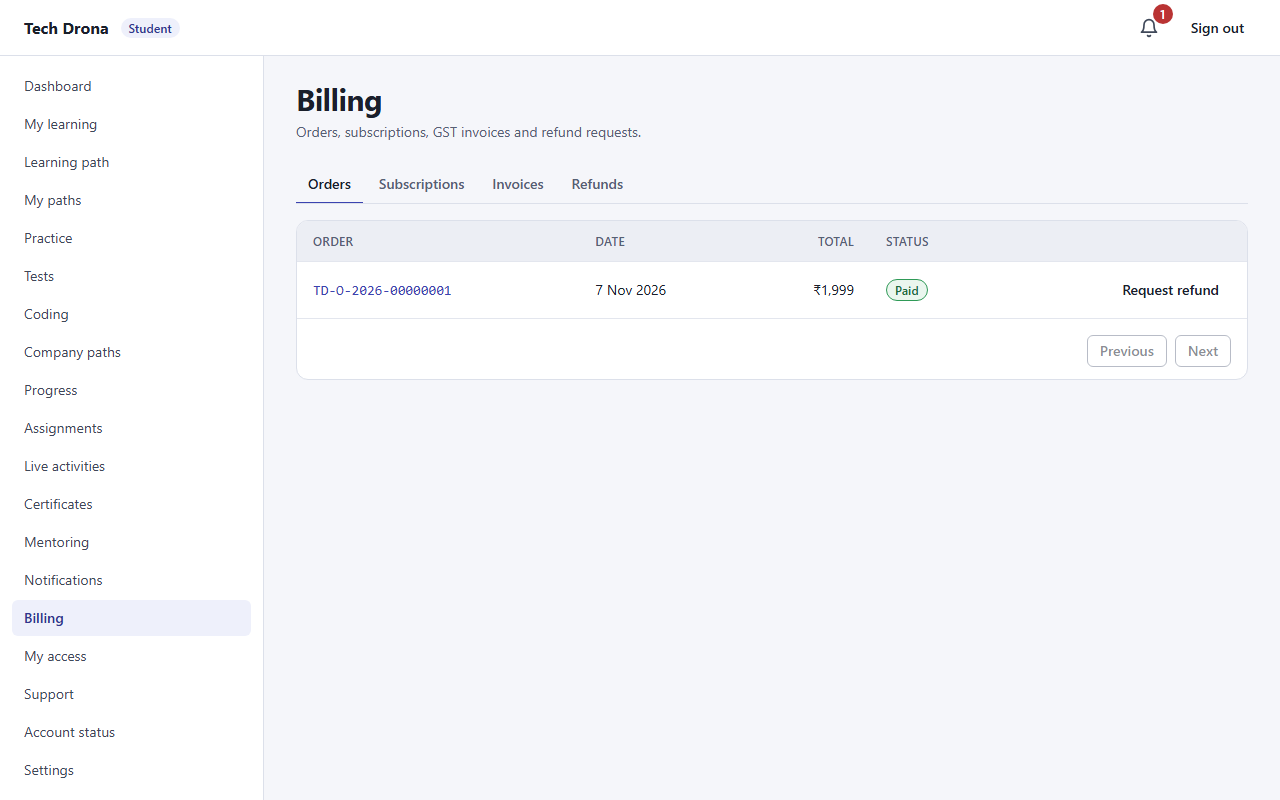 Tech Drona Student 1 Sign out
Dashboard
My learning
Learning path
My paths
Practice
Tests
Coding
Company paths
Progress
Assignments
Live activities
Certificates
Mentoring
Notifications
Billing
My access
Support
Account status
Settings
Billing
Orders, subscriptions, GST invoices and refund requests.
Orders Subscriptions Invoices Refunds
ORDER DATE TOTAL STATUS
TD-O-2026-00000001 7 Nov 2026 ₹1,999 Paid Request refund
Previous Next